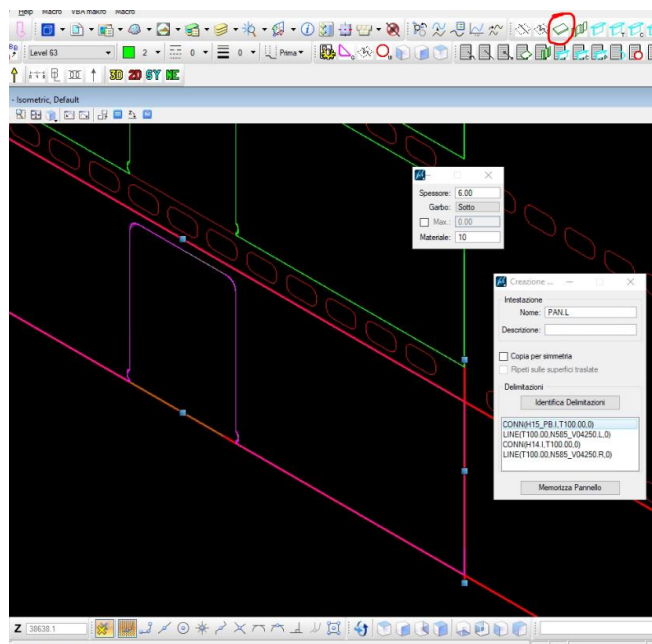 Help Macro VBA makro Macro
Level 63 2 0 0 Prima
3D 2D SY NE
- Isometric, Default
Spessore: 6.00
Garbo: Sotto
Max.: 0.00
Materiale: 10
Creazione ...
Intestazione
Nome: PAN.L
Descrizione:
Copia per simmetria
Ripeti sulle superfici traslate
Delimitazioni
Identifica Delimitazioni
CONN(H15_PB.I,T100.00,0)
LINE(T100.00,N585_V04250.L,0)
CONN(H14.I,T100.00,0)
LINE(T100.00,N585_V04250.R,0)
Memorizza Pannello
Z 38638.1